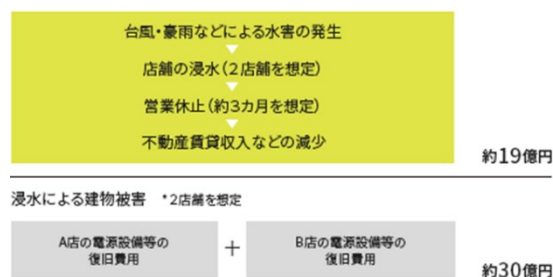 台風・豪雨などによる水害の発生
店舗の浸水（2店舗を想定）
営業休止（約3カ月を想定）
不動産賃貸収入などの減少
約19億円
浸水による建物被害 *2店舗を想定
A店の電源設備等の
復旧費用
+
B店の電源設備等の
復旧費用
約30億円